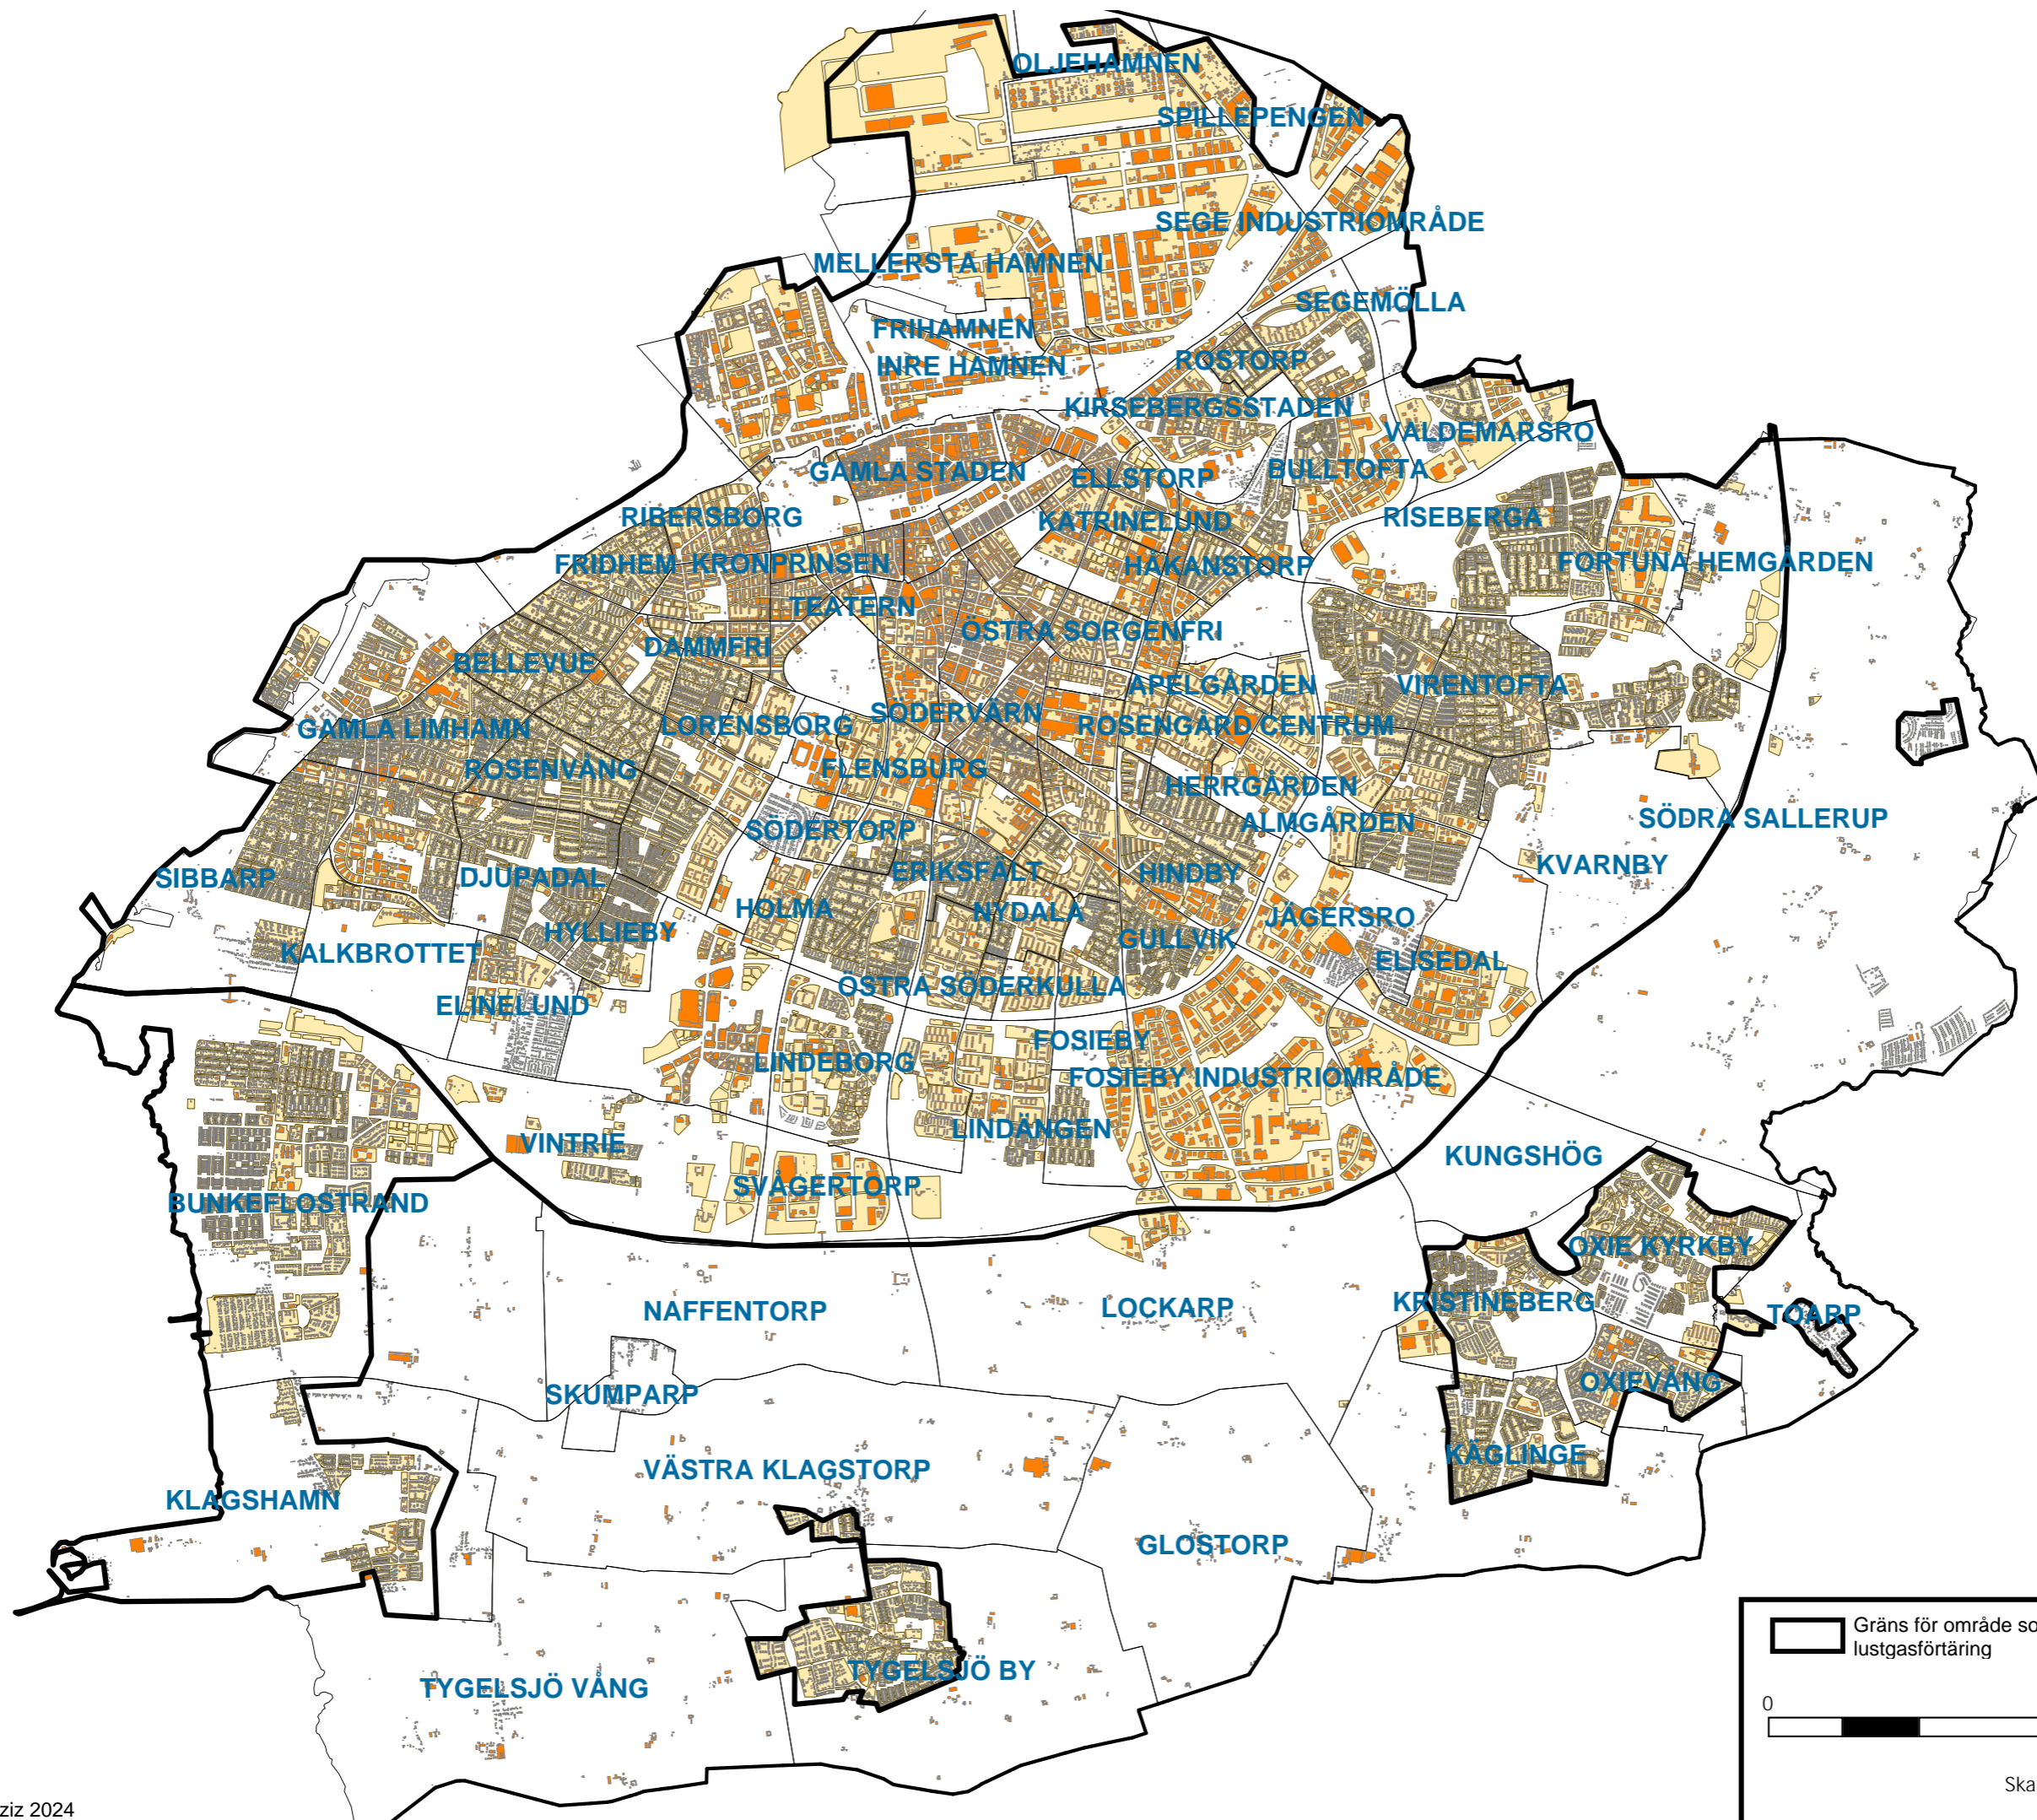 OLJEHAMNEN
SPILLEPENGEN
SEGE INDUSTRIOMRÅDE
MELLERSTA HAMNEN
SEGEMÖLLA
FRIHAMNEN
ROSTORP
INRE HAMNEN
KIRSEBERGSSTADEN
VALDEMARSRO
GAMLA STADEN
ELLSTORP
BULLTOFTA
RIBERSBORG
KATRINELUND
RISEBERGA
FRIDHEM
KRONPRINSEN
HÅKANSTORP
FORTUNA HEMGÅRDEN
TEATERN
ÖSTRA SORGENFRI
DAMMFRI
BELLEVUE
APELGÅRDEN
VIRENTOFTA
GAMLA LIMHAMN
LORENSBORG
SÖDERVÄRN
ROSENGÅRD CENTRUM
ROSENVÅNG
FLENSBURG
HERRGÅRDEN
SÖDERTORP
ALMGÅRDEN
SÖDRA SALLERUP
SIBBARP
DJUPADAL
ERIKSFÄLT
HINDBY
KVARNBY
HOLMA
NYDALA
JÄGERSRO
HYLLIEBY
GULLVIK
KALKBROTTET
ELISEDAL
ELINELUND
ÖSTRA SÖDERKULLA
FOSIEBY
LINDEBORG
FOSIEBY INDUSTRIOMRÅDE
LINDÄNGEN
VINTRIE
KUNGSHÖG
SVÅGERTORP
BUNKEFLOSTRAND
OXIE KYRKBY
NAFFENTORP
LOCKARP
KRISTINEBERG
TOARP
SKUMPARP
OXIEVÅNG
VÄSTRA KLAGSTORP
KÄGLINGE
KLAGSHAMN
GLOSTORP
TYGELSJÖ VÅNG
TYGELSJÖ BY
Gräns för område so
lustgasförtäring
0
Ska
ziz 2024